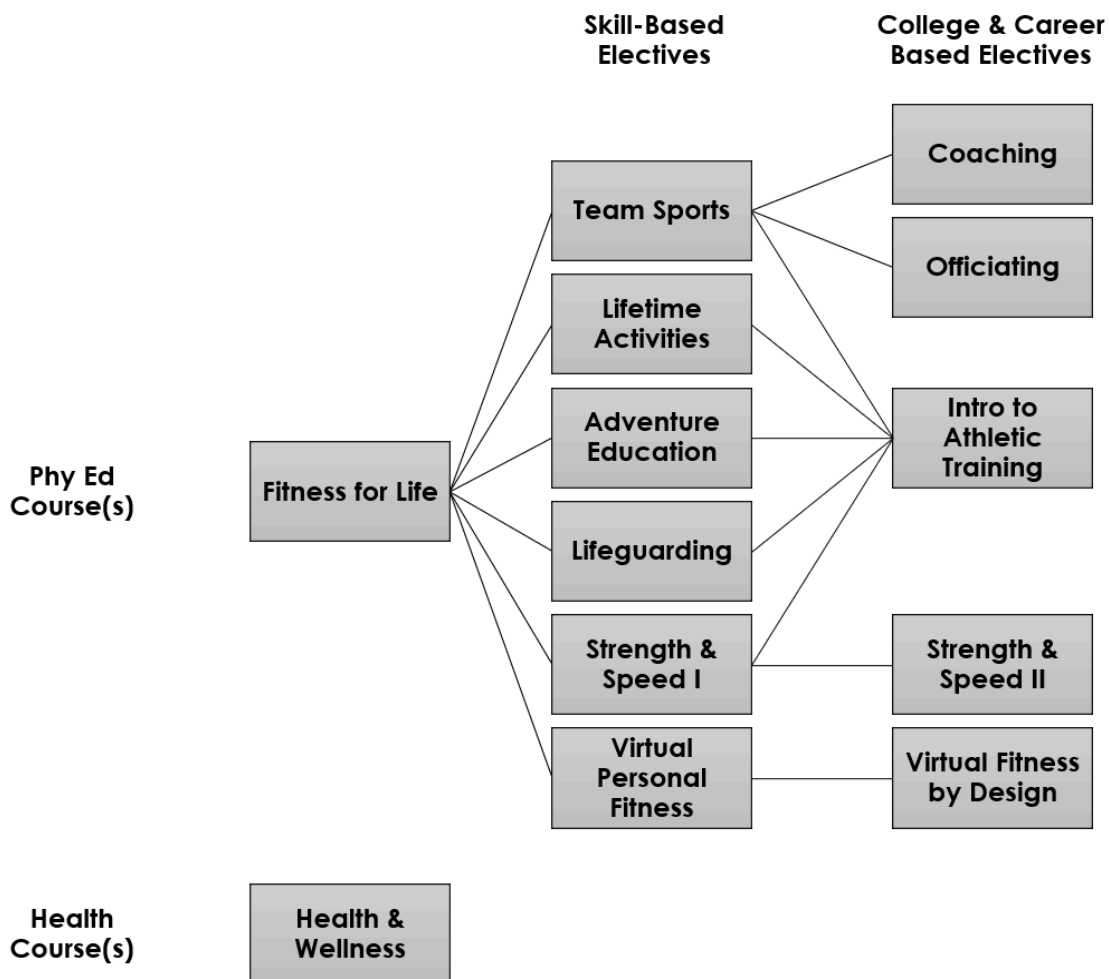 Skill-Based
Electives
College & Career
Based Electives
Phy Ed
Course(s)
Fitness for Life
Team Sports
Lifetime
Activities
Adventure
Education
Lifeguarding
Strength &
Speed I
Virtual
Personal
Fitness
Coaching
Officiating
Intro to
Athletic
Training
Strength &
Speed II
Virtual Fitness
by Design
Health
Course(s)
Health &
Wellness